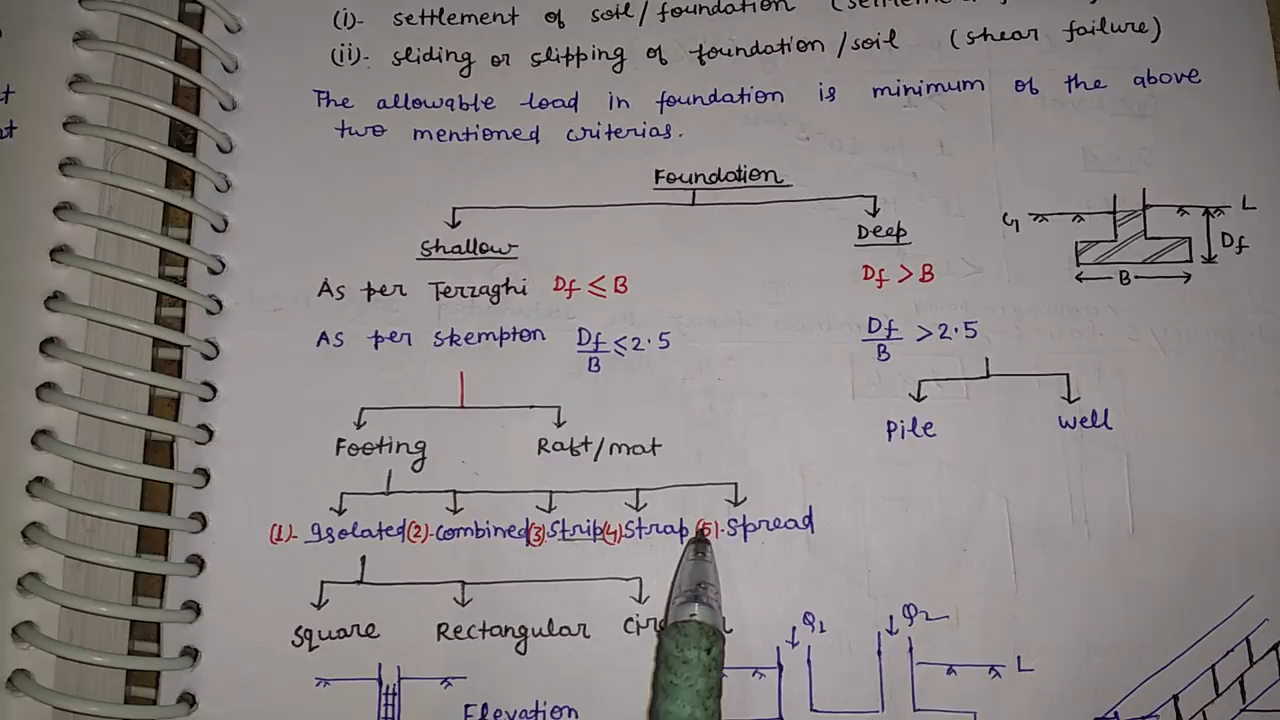 (i)- settlement of soil/foundation
(ii)- sliding or slipping of foundation/soil (shear failure)
The allowable load in foundation is minimum of the above
two mentioned criterias.
Foundation
Shallow
Deep
As per Terzaghi Df ≤ B
Df > B
As per skempton Df/B ≤ 2.5
Df/B > 2.5
G L
Df
B
Footing
Raft/mat
Pile
Well
(1)- Isolated (2)- combined (3) Strip (4) Strap (5)- Spread
Square
Rectangular
Q1
Q2
L
Elevation